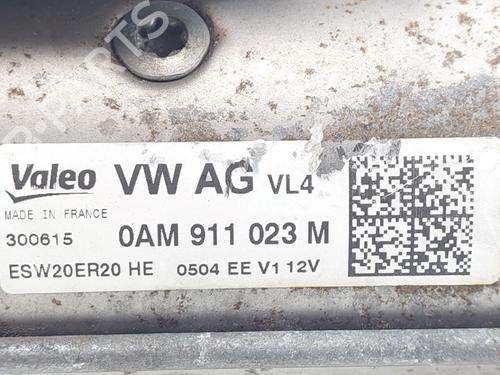 Valeo VW AG VL4
MADE IN FRANCE
300615 0AM 911 023 M
ESW20ER20 HE 0504 EE V1 12V